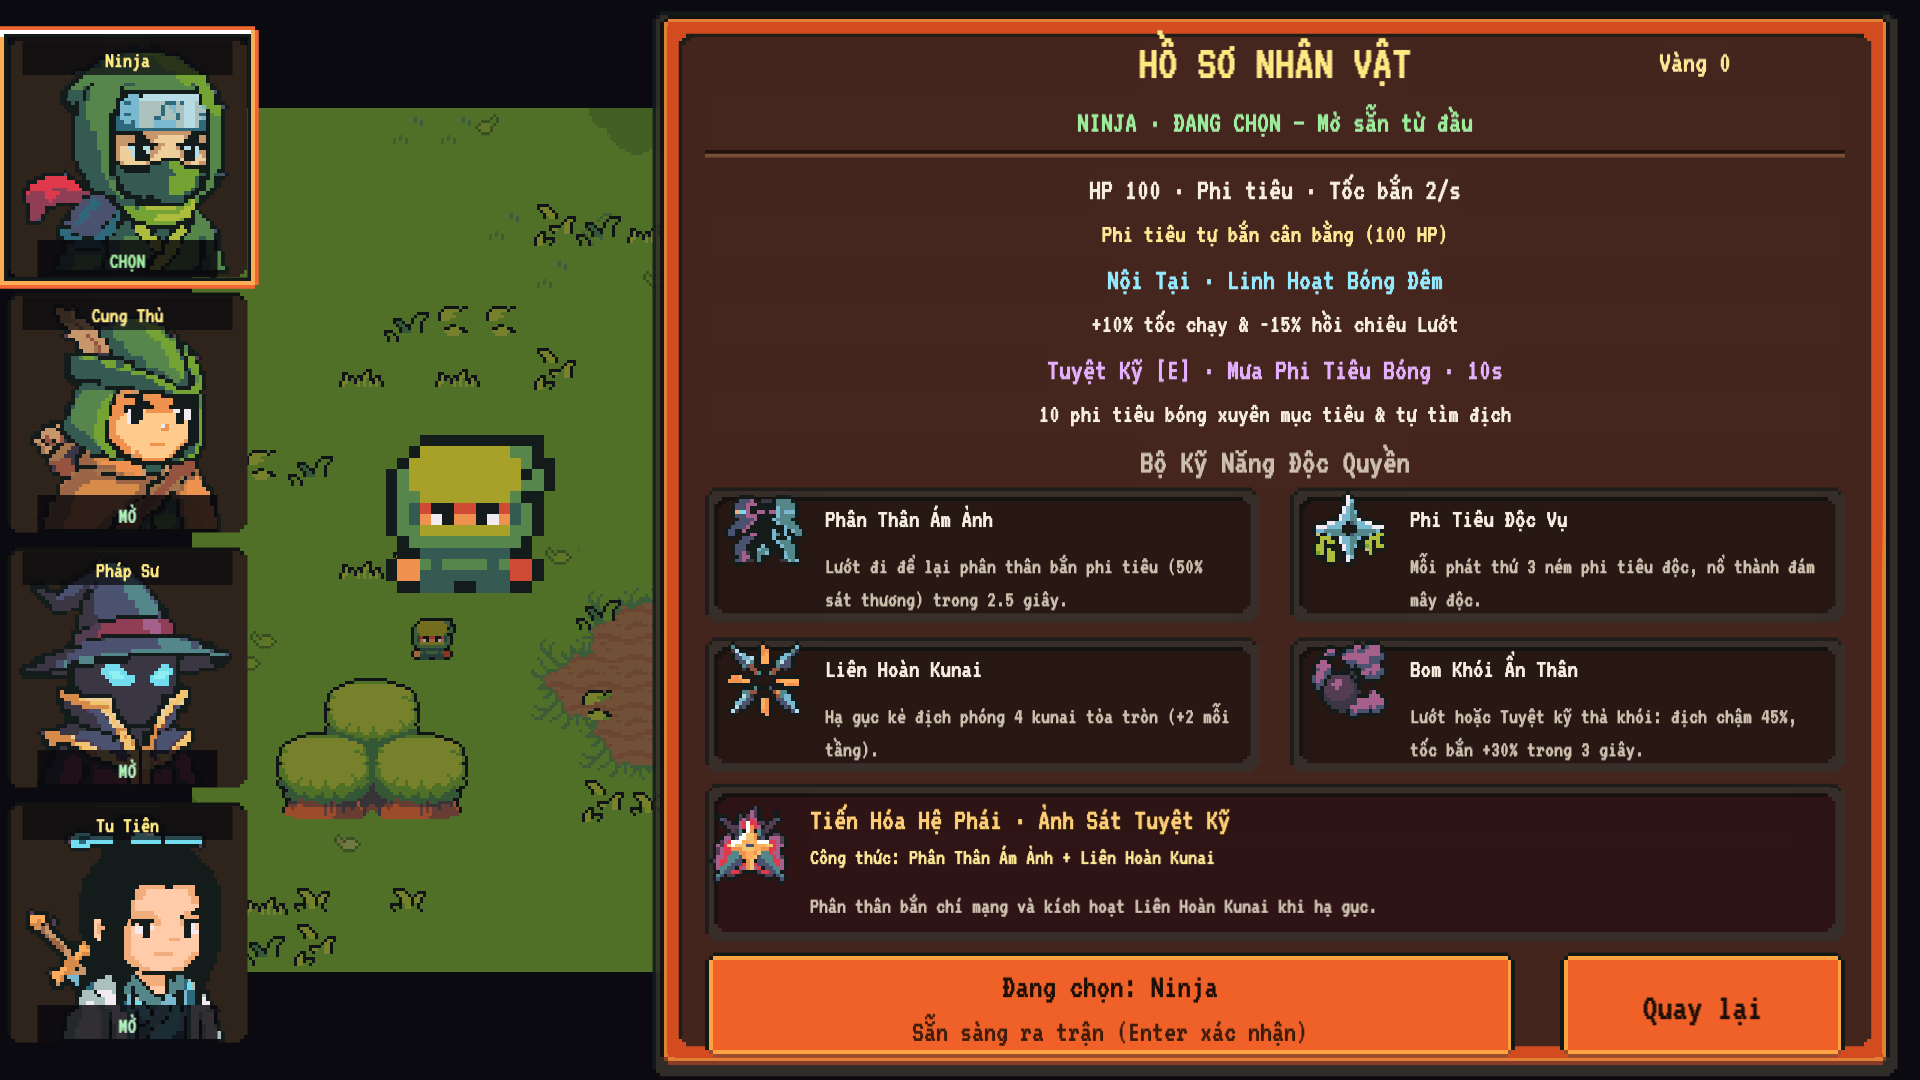 Ninja
CHỌN
Cung Thủ
MỞ
Pháp Sư
MỞ
Tu Tiên
MỞ
HỒ SƠ NHÂN VẬT
Vàng 0
NINJA · ĐANG CHỌN – Mở sẵn từ đầu
HP 100 · Phi tiêu · Tốc bắn 2/s
Phi tiêu tự bắn cân bằng (100 HP)
Nội Tại · Linh Hoạt Bóng Đêm
+10% tốc chạy & -15% hồi chiêu Lướt
Tuyệt Kỹ [E] · Mưa Phi Tiêu Bóng · 10s
10 phi tiêu bóng xuyên mục tiêu & tự tìm địch
Bộ Kỹ Năng Độc Quyền
Phân Thân Ám Ảnh
Lướt đi để lại phân thân bắn phi tiêu (50%
sát thương) trong 2.5 giây.
Phi Tiêu Độc Vụ
Mỗi phát thứ 3 ném phi tiêu độc, nổ thành đám
mây độc.
Liên Hoàn Kunai
Hạ gục kẻ địch phóng 4 kunai tỏa tròn (+2 mỗi
tầng).
Bom Khói Ẩn Thân
Lướt hoặc Tuyệt kỹ thả khói: địch chậm 45%,
tốc bắn +30% trong 3 giây.
Tiến Hóa Hệ Phái · Ảnh Sát Tuyệt Kỹ
Công thức: Phân Thân Ám Ảnh + Liên Hoàn Kunai
Phân thân bắn chí mạng và kích hoạt Liên Hoàn Kunai khi hạ gục.
Đang chọn: Ninja
Sẵn sàng ra trận (Enter xác nhận)
Quay lại